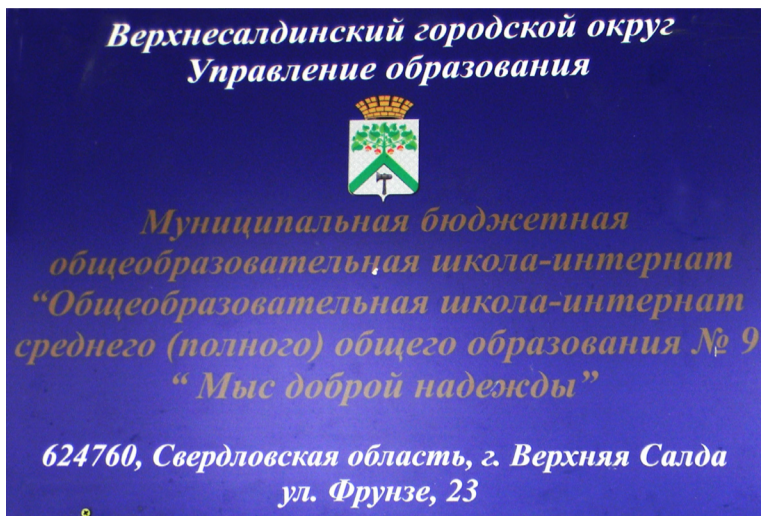 Верхнесалдинский городской округ
Управление образования
Муниципальная бюджетная
общеобразовательная школа-интернат
“Общеобразовательная школа-интернат
среднего (полного) общего образования № 9
“ Мыс доброй надежды”
624760, Свердловская область, г. Верхняя Салда
ул. Фрунзе, 23